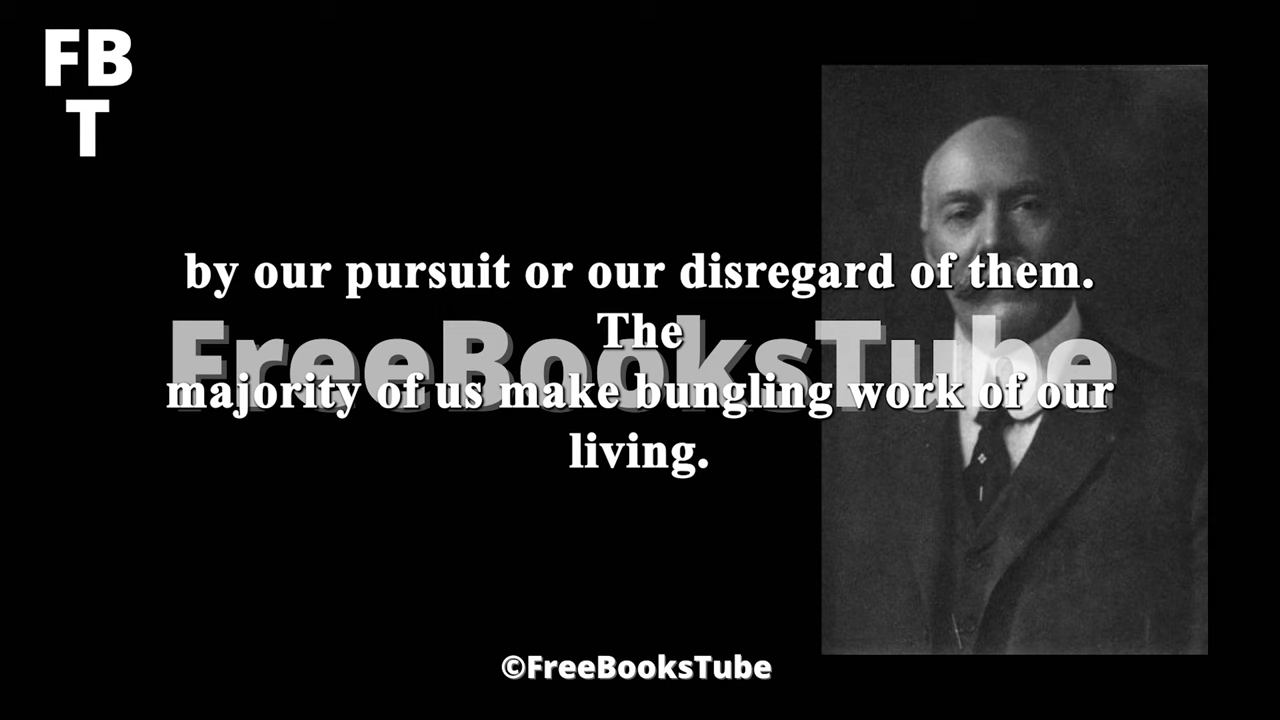 FB
T
by our pursuit or our disregard of them.
The
FreeBooksTube
majority of us make bungling work of our
living.
©FreeBooksTube